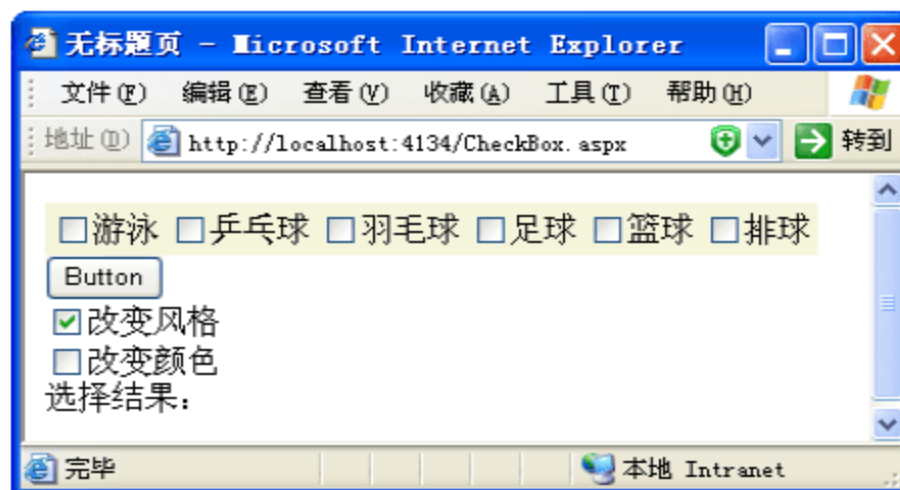 无标题页 - Microsoft Internet Explorer
文件(F) 编辑(E) 查看(V) 收藏(A) 工具(T) 帮助(H)
地址(D) http://localhost:4134/CheckBox.aspx 转到
游泳 乒乓球 羽毛球 足球 篮球 排球
Button
改变风格
改变颜色
选择结果：
完毕 本地 Intranet